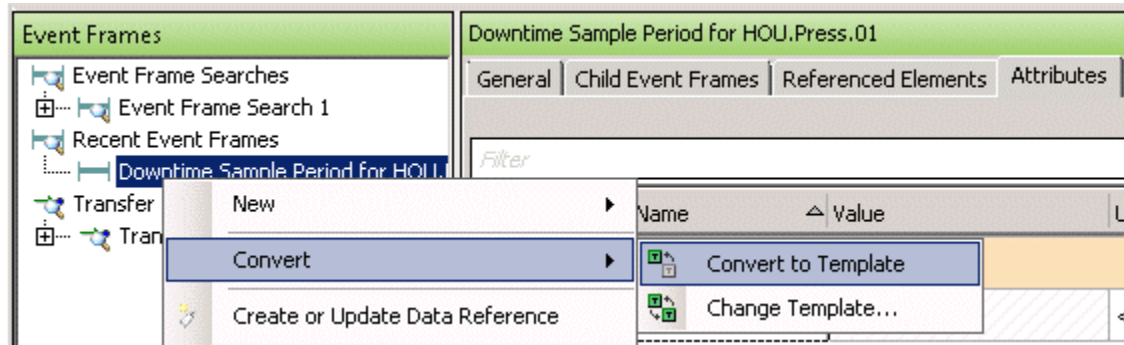 Event Frames
Event Frame Searches
Event Frame Search 1
Recent Event Frames
Downtime Sample Period for HOU.
Transfer
Tran
New
Convert
Create or Update Data Reference
Downtime Sample Period for HOU.Press.01
General Child Event Frames Referenced Elements Attributes
Filter
Name Value
Convert to Template
Change Template...